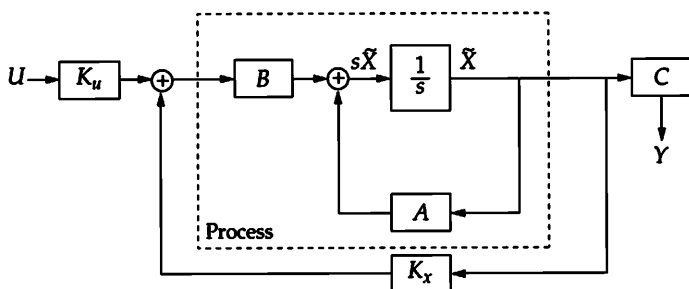 U
K_u
+
B
+
sX̃
1/s
X̃
C
Y
A
Process
K_x